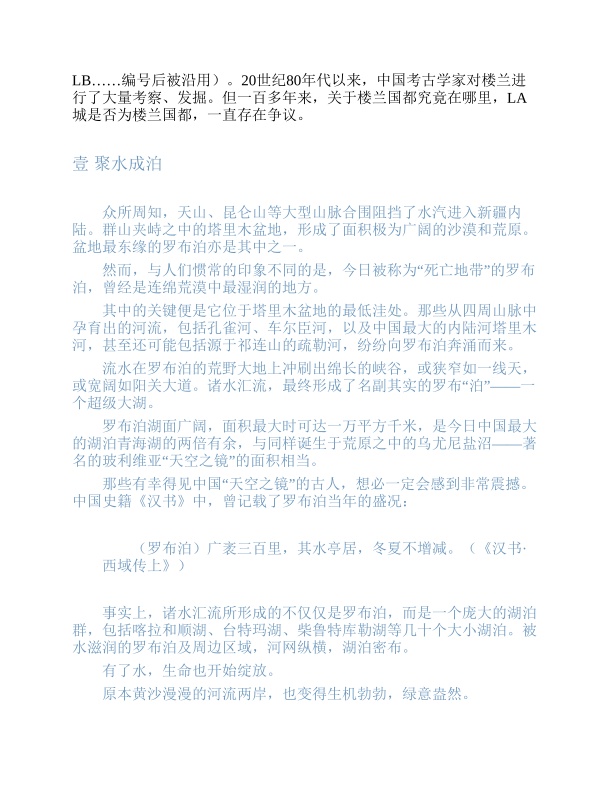 LB……编号后被沿用）。20世纪80年代以来，中国考古学家对楼兰进
行了大量考察、发掘。但一百多年来，关于楼兰国都究竟在哪里，LA
城是否为楼兰国都，一直存在争议。
壹 聚水成泊
众所周知，天山、昆仑山等大型山脉合围阻挡了水汽进入新疆内
陆。群山夹峙之中的塔里木盆地，形成了面积极为广阔的沙漠和荒原。
盆地最东缘的罗布泊亦是其中之一。
然而，与人们惯常的印象不同的是，今日被称为“死亡地带”的罗布
泊，曾经是连绵荒漠中最湿润的地方。
其中的关键便是它位于塔里木盆地的最低洼处。那些从四周山脉中
孕育出的河流，包括孔雀河、车尔臣河，以及中国最大的内陆河塔里木
河，甚至还可能包括源于祁连山的疏勒河，纷纷向罗布泊奔涌而来。
流水在罗布泊的荒野大地上冲刷出绵长的峡谷，或狭窄如一线天，
或宽阔如阳关大道。诸水汇流，最终形成了名副其实的罗布“泊”——一
个超级大湖。
罗布泊湖面广阔，面积最大时可达一万平方千米，是今日中国最大
的湖泊青海湖的两倍有余，与同样诞生于荒原之中的乌尤尼盐沼——著
名的玻利维亚“天空之镜”的面积相当。
那些有幸得见中国“天空之镜”的古人，想必一定会感到非常震撼。
中国史籍《汉书》中，曾记载了罗布泊当年的盛况：
（罗布泊）广袤三百里，其水亭居，冬夏不增减。（《汉书·
西域传上》）
事实上，诸水汇流所形成的不仅仅是罗布泊，而是一个庞大的湖泊
群，包括喀拉和顺湖、台特玛湖、柴鲁特库勒湖等几十个大小湖泊。被
水滋润的罗布泊及周边区域，河网纵横，湖泊密布。
有了水，生命也开始绽放。
原本黄沙漫漫的河流两岸，也变得生机勃勃，绿意盎然。